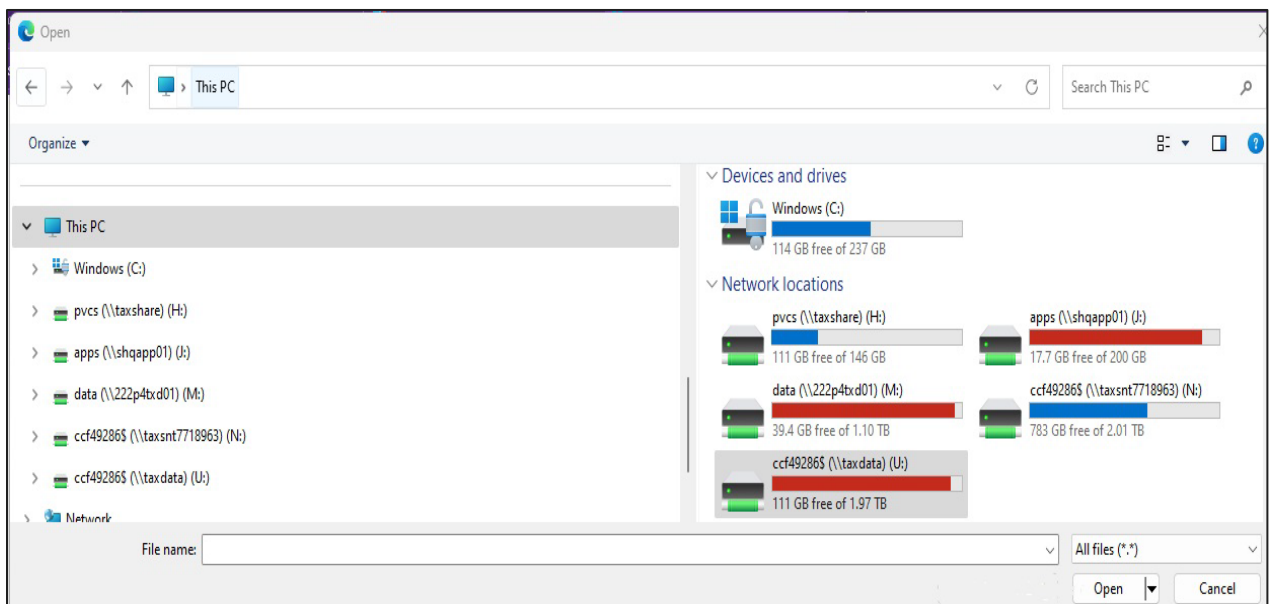 Open
This PC
Search This PC
Organize
This PC
Windows (C:)
pvcs (\\taxshare) (H:)
apps (\\shqapp01) (J:)
data (\\222p4txd01) (M:)
ccf49286$ (\\taxsnt7718963) (N:)
ccf49286$ (\\taxdata) (U:)
Network
Devices and drives
Windows (C:)
114 GB free of 237 GB
Network locations
pvcs (\\taxshare) (H:)
111 GB free of 146 GB
apps (\\shqapp01) (J:)
17.7 GB free of 200 GB
data (\\222p4txd01) (M:)
39.4 GB free of 1.10 TB
ccf49286$ (\\taxsnt7718963) (N:)
783 GB free of 2.01 TB
ccf49286$ (\\taxdata) (U:)
111 GB free of 1.97 TB
File name:
All files (*.*)
Open
Cancel